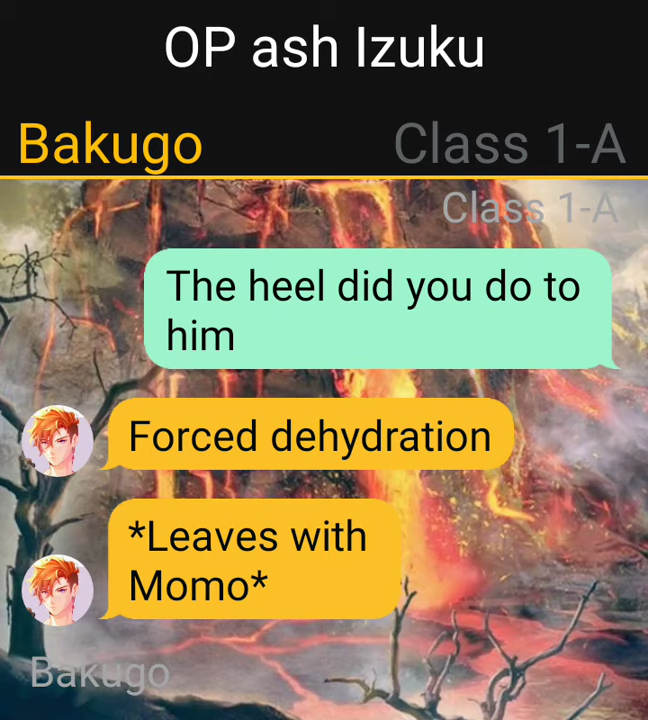 OP ash Izuku
Bakugo
Class 1-A
Class 1-A
The heel did you do to
him
Forced dehydration
*Leaves with
Momo*
Bakugo